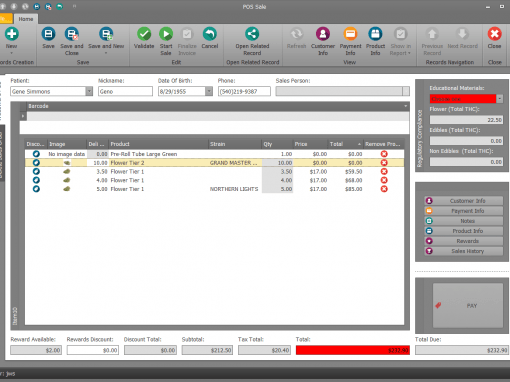 POS Sale
Home
New
Save
Save and Close
Save and New
Validate
Start Sale
Finalize Invoice
Cancel
Open Related Record
Refresh
Customer Info
Payment Info
Product Info
Show in Report
Previous Record
Next Record
Close
Records Creation
Save
Edit
Open Related Record
View
Records Navigation
Close
Patient:
Nickname:
Date Of Birth:
Phone:
Sales Person:
Gene Simmons
Geno
8/29/1955
(540)219-9387
Barcode
Disco... Image Deli ... Product Strain Qty Price Total Remove Pro...
No image data 0.00 Pre-Roll Tube Large Green 1.00 $0.00 $0.00
10.00 Flower Tier 2 GRAND MASTER ... 10.00 $0.00 $0.00
3.50 Flower Tier 1 3.50 $17.00 $59.50
4.00 Flower Tier 1 4.00 $17.00 $68.00
5.00 Flower Tier 1 NORTHERN LIGHTS 5.00 $17.00 $85.00
Regulatory Compliance
Educational Materials:
Flower (Total THC):
22.50
Edibles (Total THC):
0.00
Non Edibles (Total THC):
0.00
Customer Info
Payment Info
Notes
Product Info
Rewards
Sales History
PAY
Reward Available:
Rewards Discount:
Discount Total:
Subtotal:
Tax Total:
Total:
Total Due:
$2.00
$0.00
$0.00
$212.50
$20.40
$232.90
$232.90